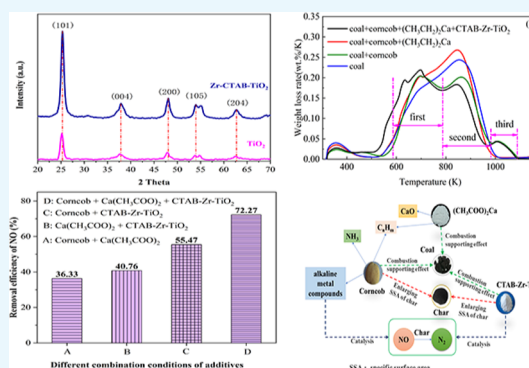 (101)
(004)
(200)
(105)
(204)
Zr-CTAB-TiO₂
TiO₂
Intensity (a.u.)
20 25 30 35 40 45 50 55 60 65 70
2 Theta
coal+corncob+(CH₃CH₂)₂Ca+CTAB-Zr-TiO₂
coal+corncob+(CH₃CH₂)₂Ca
coal+corncob
coal
first
second
third
Weight loss rate(wt.%/K)
0.40
0.35
0.30
0.25
0.20
0.15
0.10
0.05
0.00
400 600 800 1000
Temperature (K)
D: Corncob + Ca(CH₃COO)₂ + CTAB-Zr-TiO₂
C: Corncob + CTAB-Zr-TiO₂
B: Ca(CH₃COO)₂ + CTAB-Zr-TiO₂
A: Corncob + Ca(CH₃COO)₂
36.33
40.76
55.47
72.27
Removal efficiency of NO (%)
80
60
40
20
0
A B C D
Different combination conditions of additives
CaO
(CH₃COO)₂Ca
NH₃
Combustion
supporting effect
Coal
alkaline
metal
compounds
Combustion
supporting effect
Combustion
supporting effect
Corncob
Enlarging
SSA of char
Char
Enlarging
SSA of char
CTAB-Zr-T
Catalysis
NO
Char
N₂
Catalysis